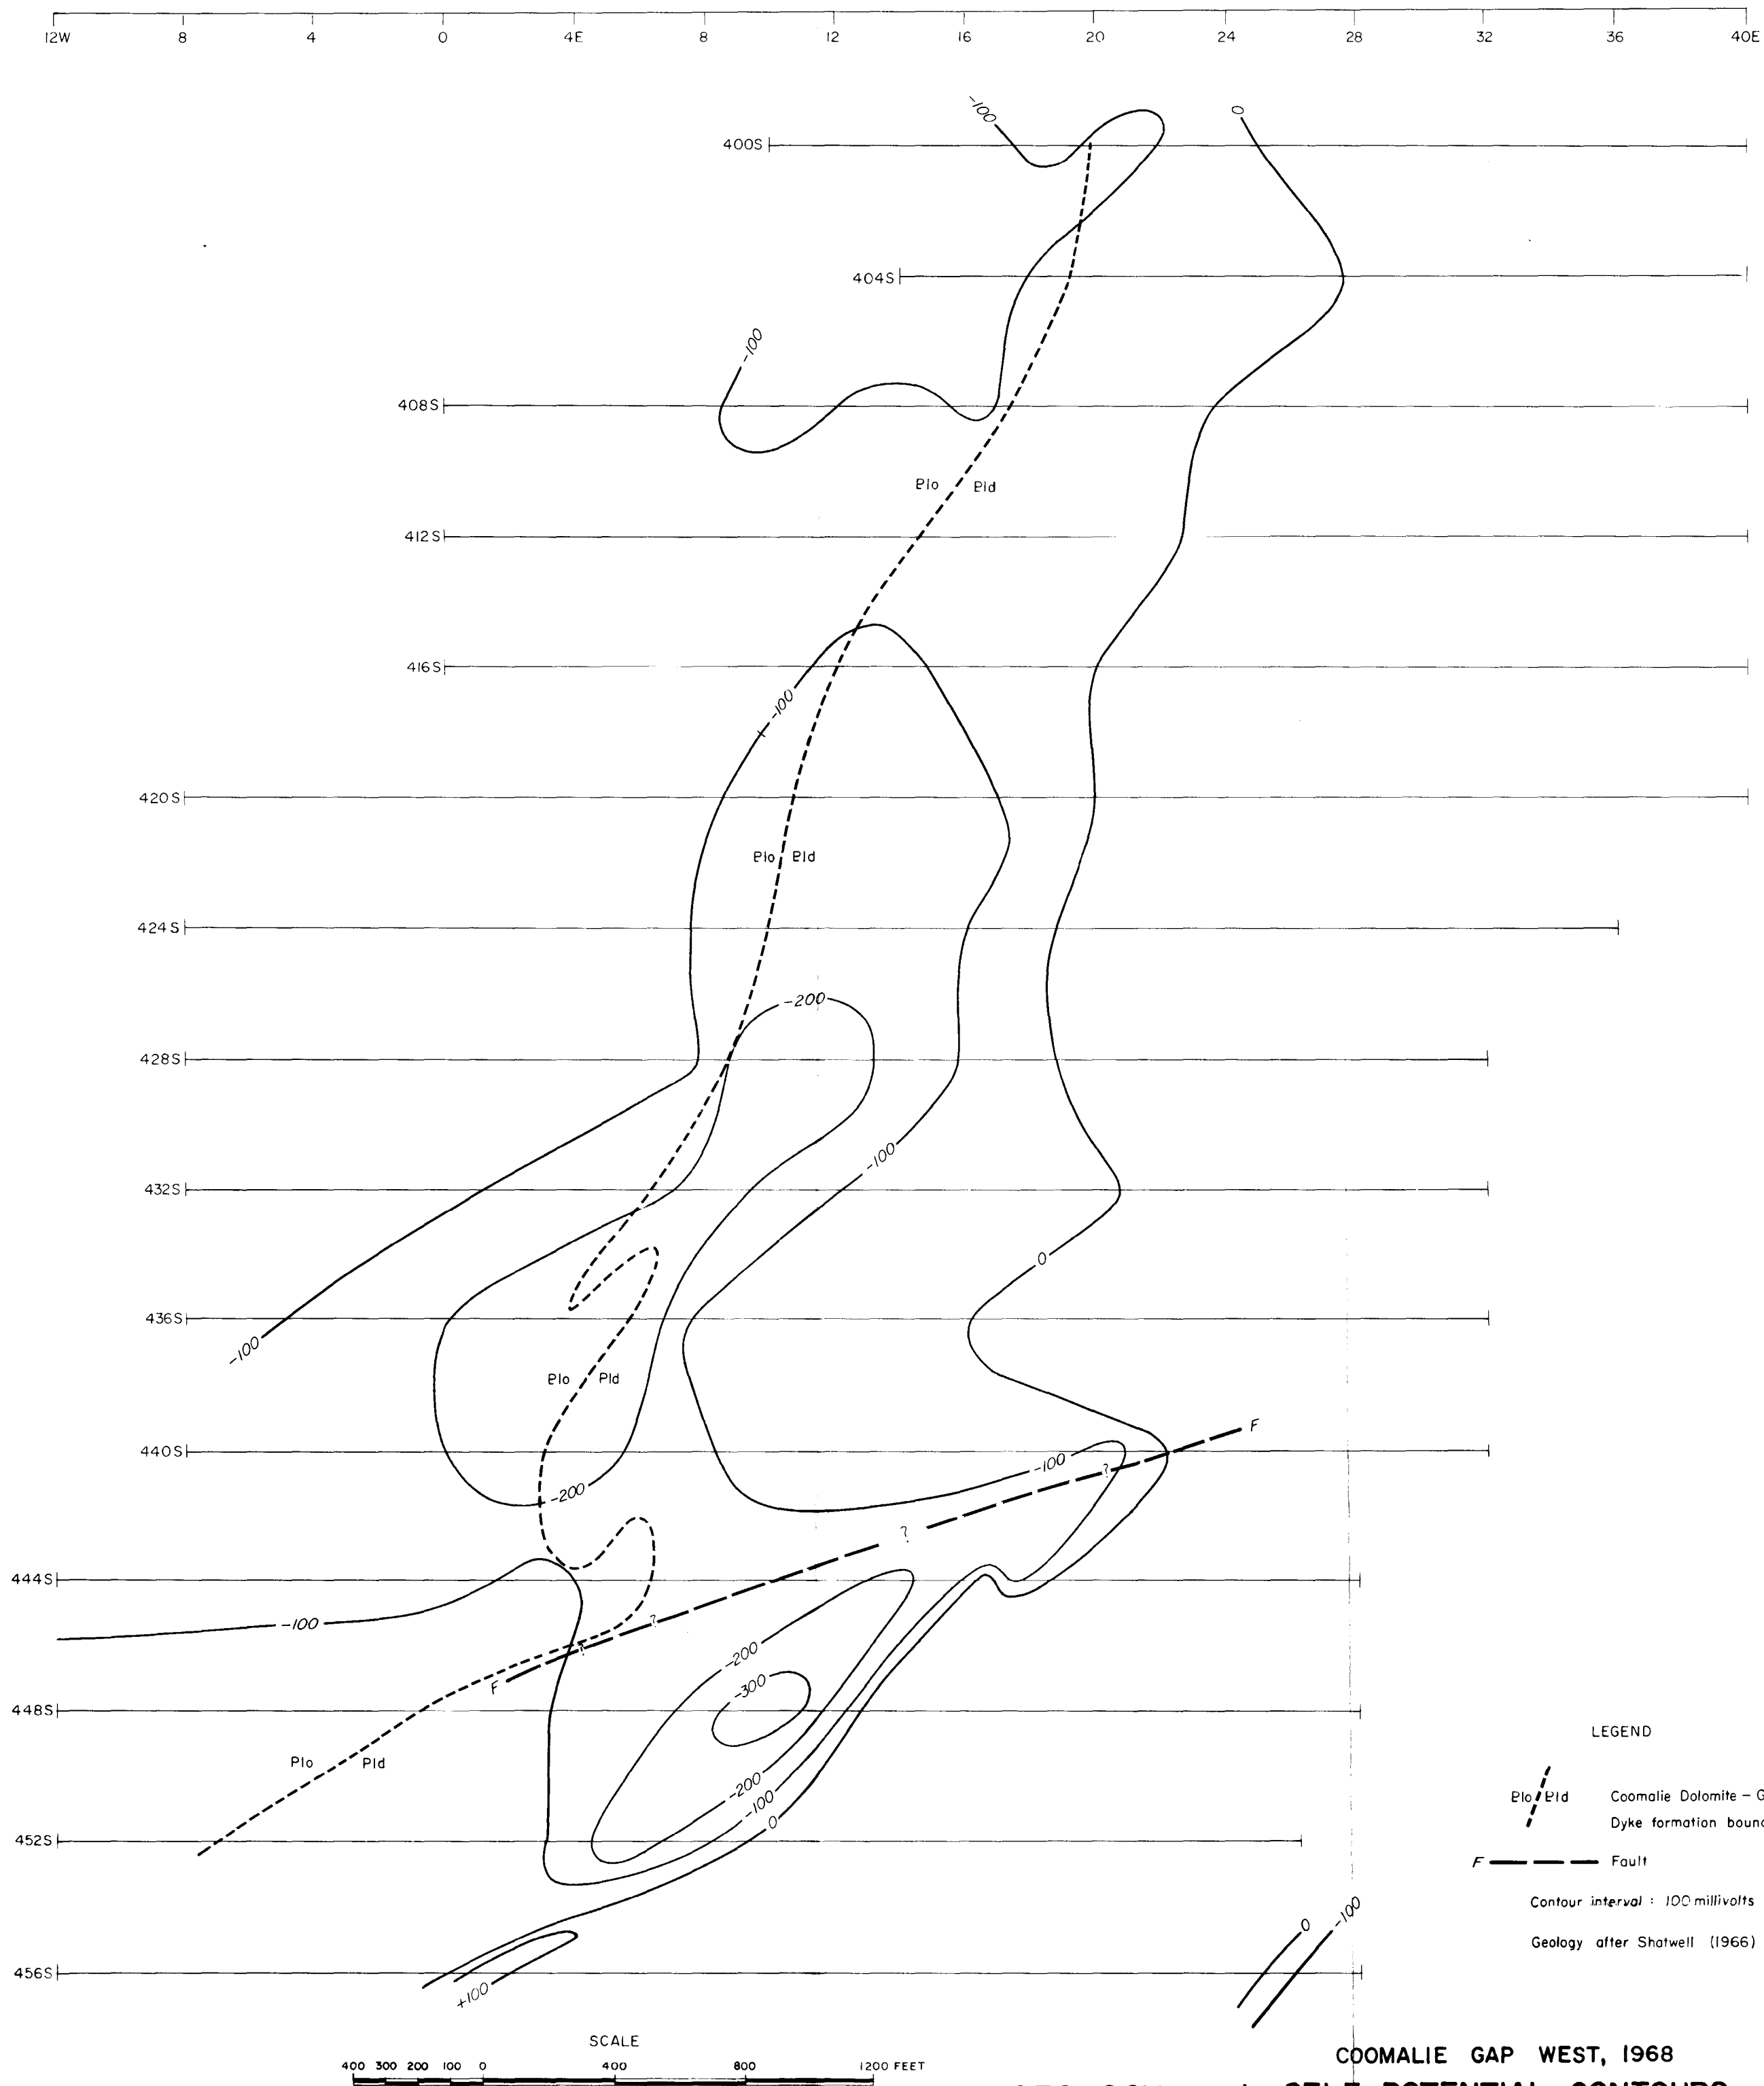 12W 8 4 0 4E 8 12 16 20 24 28 32 36 40E
-100 0
400S
404S
-100
408S
Plo Pld
412S
416S
-100
420S
Plo Pld
424S
-200
428S
-100
432S
0
436S
-100
Plo Pld
F
440S
-100 ?
-200
?
444S
-100 ?
-200
F
-300
448S
LEGEND
Plo Pld
-200
Plo Pld Coomalie Dolomite – G
-100
Dyke formation bound
0
452S
F Fault
Contour interval : 100 millivolts
0 -100
Geology after Shatwell (1966)
456S
+100
SCALE
COOMALIE GAP WEST, 1968
400 300 200 100 0 400 800 1200 FEET
SELF-POTENTIAL CONTOURS